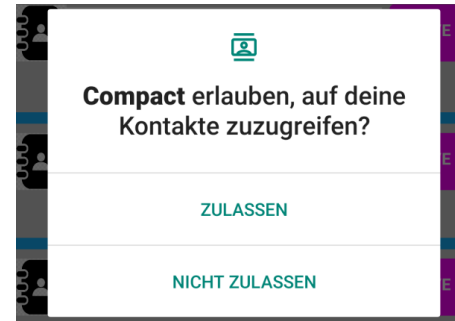 Compact erlauben, auf deine
Kontakte zuzugreifen?
ZULASSEN
NICHT ZULASSEN